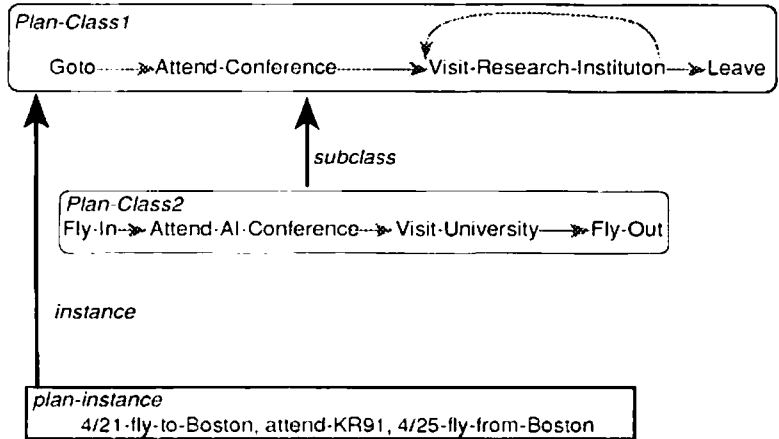 Plan-Class1
Goto Attend-Conference Visit-Research-Instituton Leave
subclass
Plan-Class2
Fly-In Attend-AI-Conference Visit-University Fly-Out
instance
plan-instance
4/21-fly-to-Boston, attend-KR91, 4/25-fly-from-Boston